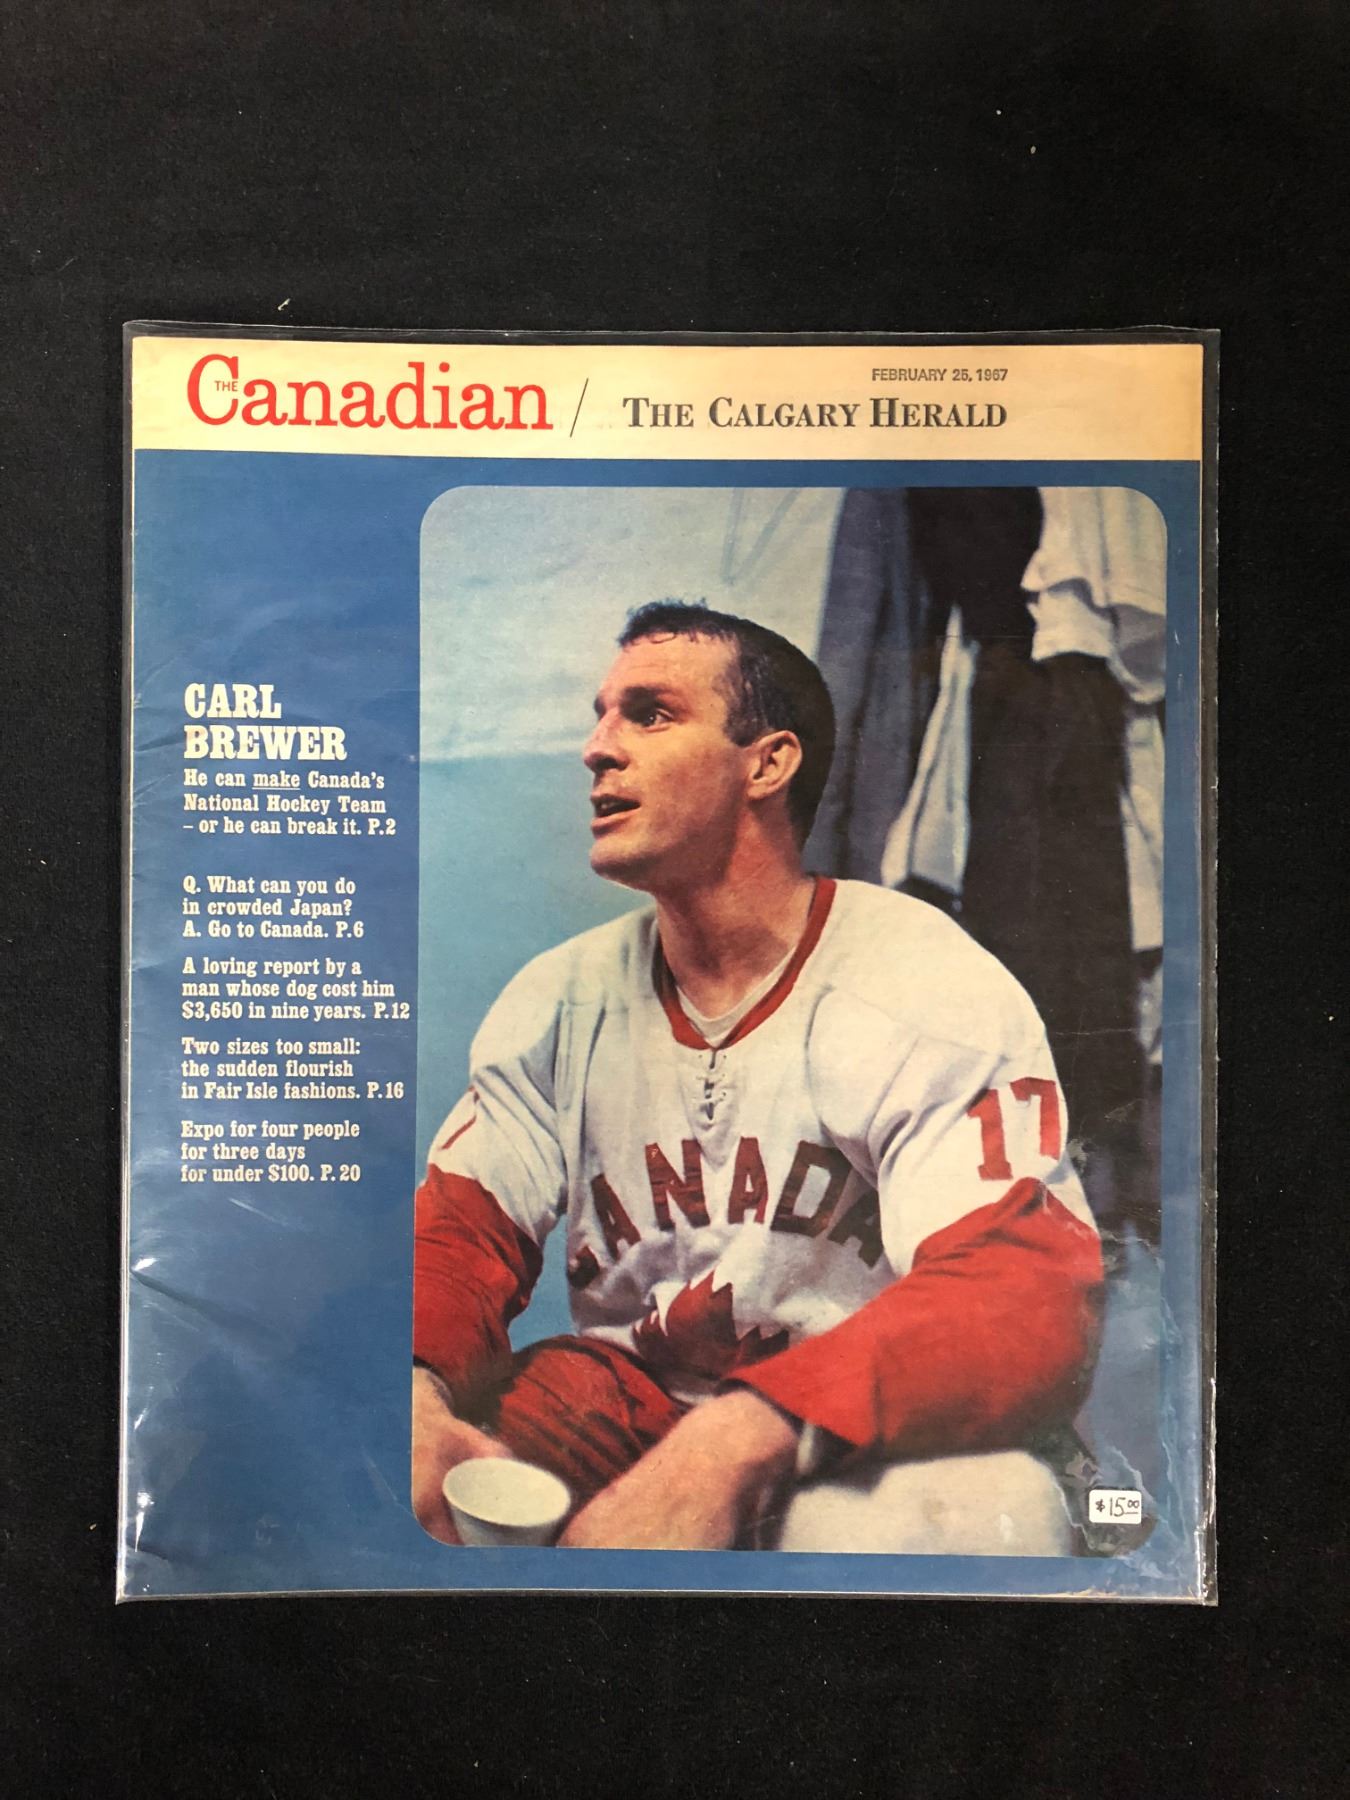 THE Canadian / THE CALGARY HERALD
FEBRUARY 25, 1967
CARL
BREWER
He can make Canada's
National Hockey Team
– or he can break it. P.2
Q. What can you do
in crowded Japan?
A. Go to Canada. P.6
A loving report by a
man whose dog cost him
$3,650 in nine years. P.12
Two sizes too small:
the sudden flourish
in Fair Isle fashions. P.16
Expo for four people
for three days
for under $100. P.20
17
CANADA
$15.00